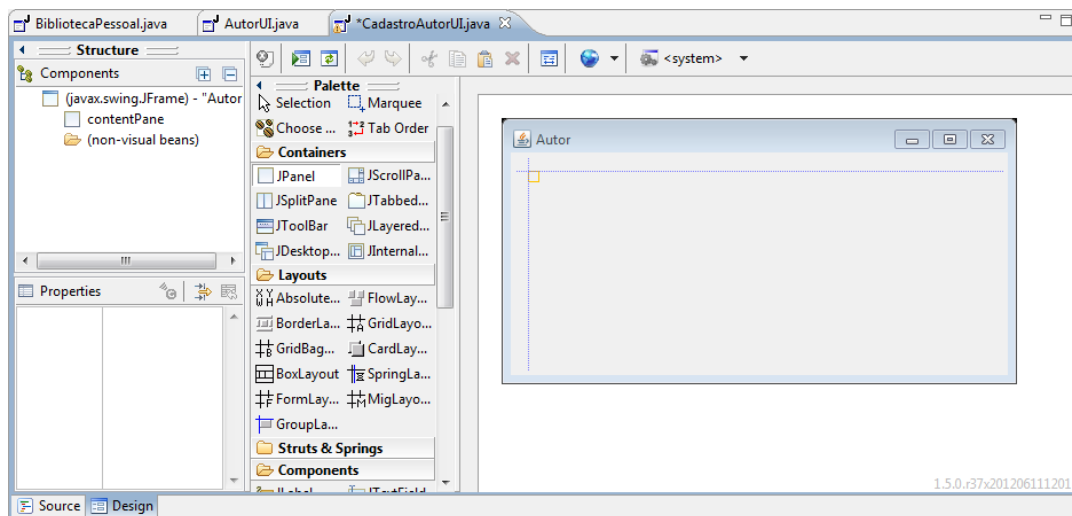 BibliotecaPessoal.java
AutorUI.java
*CadastroAutorUI.java
Structure
Components
(javax.swing.JFrame) - "Autor
contentPane
(non-visual beans)
Properties
<system>
Palette
Selection Marquee
Choose ... Tab Order
Containers
JPanel JScrollPa...
JSplitPane JTabbed...
JToolBar JLayered...
JDesktop... JInternal...
Layouts
Absolute... FlowLay...
BorderLa... GridLayo...
GridBag... CardLay...
BoxLayout SpringLa...
FormLay... MigLayo...
GroupLa...
Struts & Springs
Components
JLabel JTextField
Autor
1.5.0.r37x201206111201
Source Design